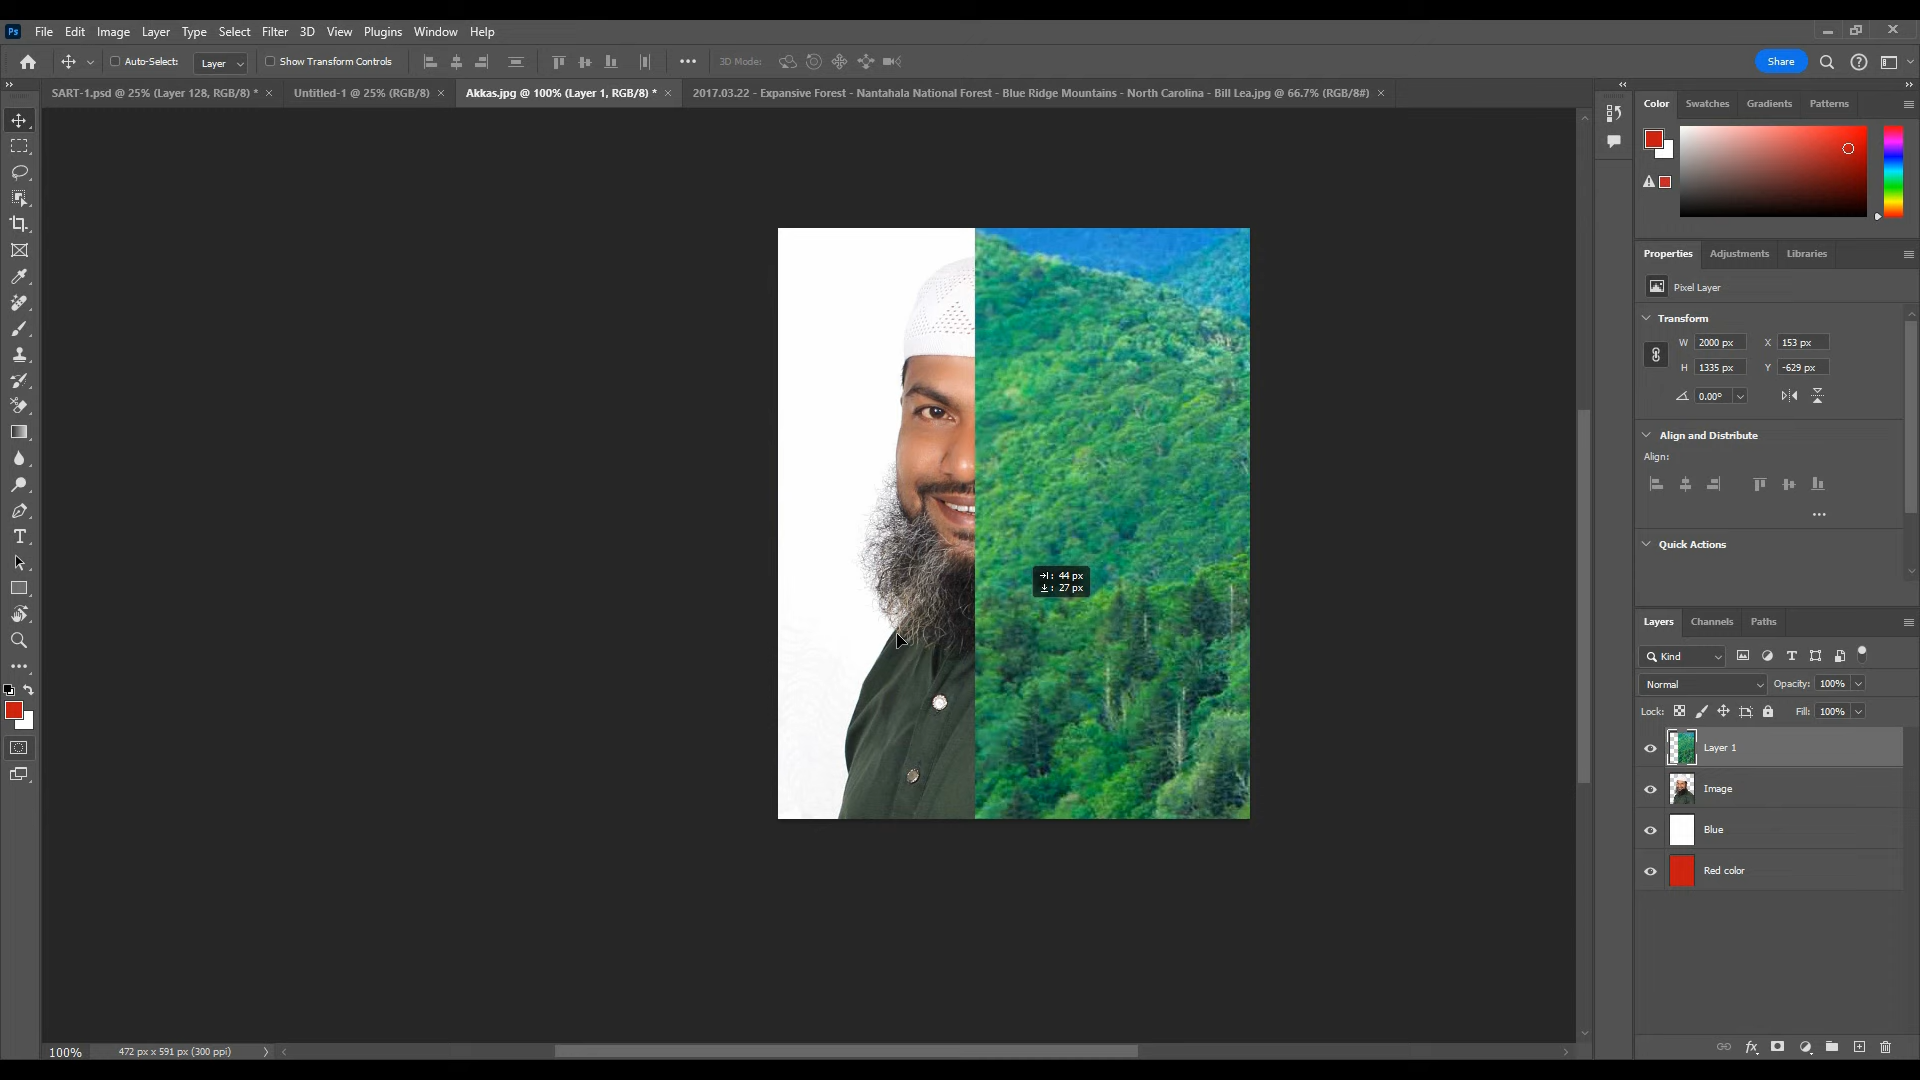 Ps File Edit Image Layer Type Select Filter 3D View Plugins Window Help
Auto-Select: Layer Show Transform Controls 3D Mode: Share
SART-1.psd @ 25% (Layer 128, RGB/8) * Untitled-1 @ 25% (RGB/8) Akkas.jpg @ 100% (Layer 1, RGB/8) * 2017.03.22 - Expansive Forest - Nantahala National Forest - Blue Ridge Mountains - North Carolina - Bill Lea.jpg @ 66.7% (RGB/8#)
Color Swatches Gradients Patterns
Properties Adjustments Libraries
Pixel Layer
Transform
W 2000 px X 153 px
H 1335 px Y -629 px
0.00°
Align and Distribute
Align:
Quick Actions
44 px
27 px
Layers Channels Paths
Kind
Normal Opacity: 100%
Lock: Fill: 100%
Layer 1
Image
Blue
Red color
100% 472 px x 591 px (300 ppi)